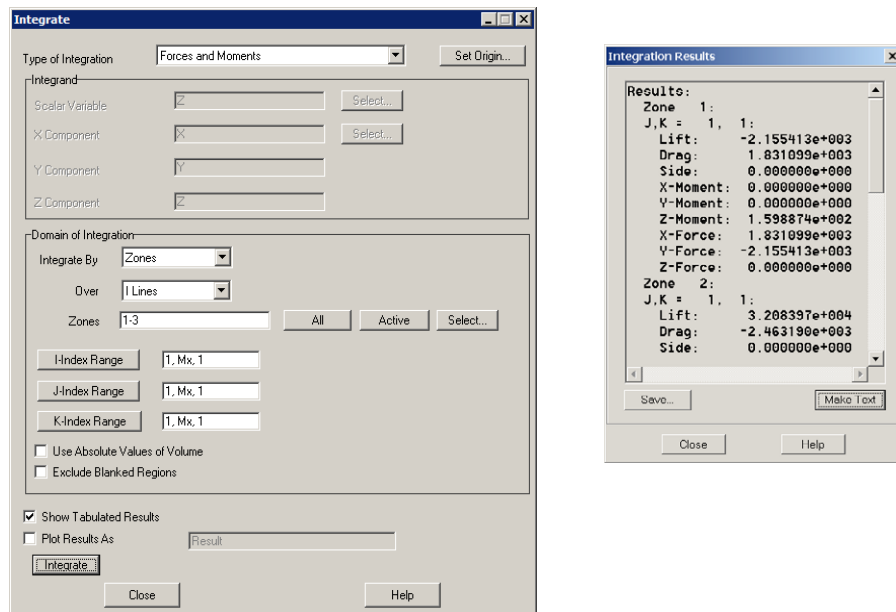 Integrate
Type of Integration Forces and Moments Set Origin...
Integrand
Scalar Variable Z Select...
X Component X Select...
Y Component Y
Z Component Z
Domain of Integration
Integrate By Zones
Over I Lines
Zones 1-3 All Active Select...
I-Index Range 1, Mx, 1
J-Index Range 1, Mx, 1
K-Index Range 1, Mx, 1
Use Absolute Values of Volume
Exclude Blanked Regions
Show Tabulated Results
Plot Results As Result
Integrate
Close Help
Integration Results
Results:
Zone 1:
J,K = 1, 1:
Lift: -2.155413e+003
Drag: 1.831099e+003
Side: 0.000000e+000
X-Moment: 0.000000e+000
Y-Moment: 0.000000e+000
Z-Moment: 1.598874e+002
X-Force: 1.831099e+003
Y-Force: -2.155413e+003
Z-Force: 0.000000e+000
Zone 2:
J,K = 1, 1:
Lift: 3.208397e+004
Drag: -2.463190e+003
Side: 0.000000e+000
Save... Make Text
Close Help